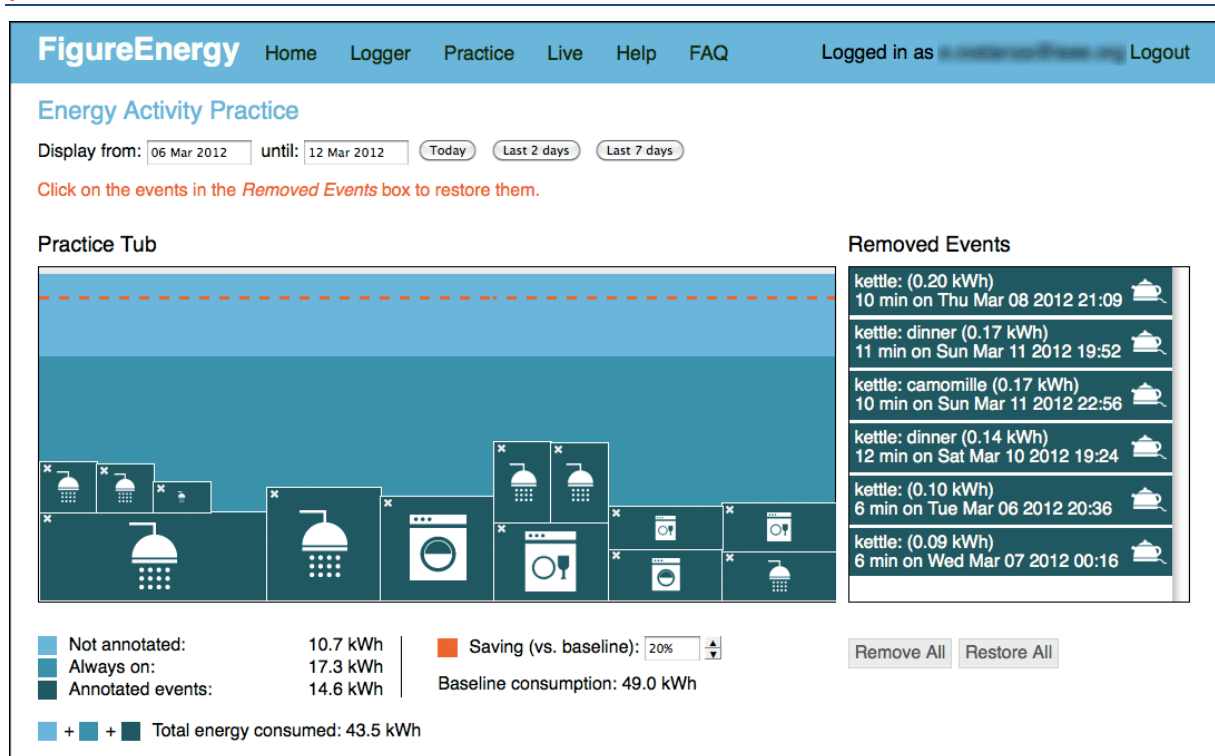 FigureEnergy Home Logger Practice Live Help FAQ Logged in as Logout
Energy Activity Practice
Display from: 06 Mar 2012 until: 12 Mar 2012 Today Last 2 days Last 7 days
Click on the events in the Removed Events box to restore them.
Practice Tub
Removed Events
kettle: (0.20 kWh)
10 min on Thu Mar 08 2012 21:09
kettle: dinner (0.17 kWh)
11 min on Sun Mar 11 2012 19:52
kettle: camomille (0.17 kWh)
10 min on Sun Mar 11 2012 22:56
kettle: dinner (0.14 kWh)
12 min on Sat Mar 10 2012 19:24
kettle: (0.10 kWh)
6 min on Tue Mar 06 2012 20:36
kettle: (0.09 kWh)
6 min on Wed Mar 07 2012 00:16
Not annotated: 10.7 kWh
Always on: 17.3 kWh
Annotated events: 14.6 kWh
+ + Total energy consumed: 43.5 kWh
Saving (vs. baseline): 20%
Baseline consumption: 49.0 kWh
Remove All Restore All